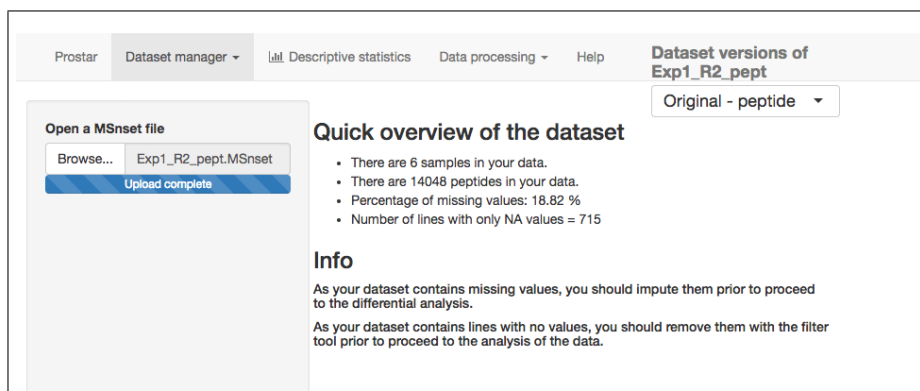 Prostar Dataset manager Descriptive statistics Data processing Help
Dataset versions of
Exp1_R2_pept
Original - peptide
Open a MSnset file
Browse... Exp1_R2_pept.MSnset
Upload complete
Quick overview of the dataset
• There are 6 samples in your data.
• There are 14048 peptides in your data.
• Percentage of missing values: 18.82 %
• Number of lines with only NA values = 715
Info
As your dataset contains missing values, you should impute them prior to proceed
to the differential analysis.
As your dataset contains lines with no values, you should remove them with the filter
tool prior to proceed to the analysis of the data.